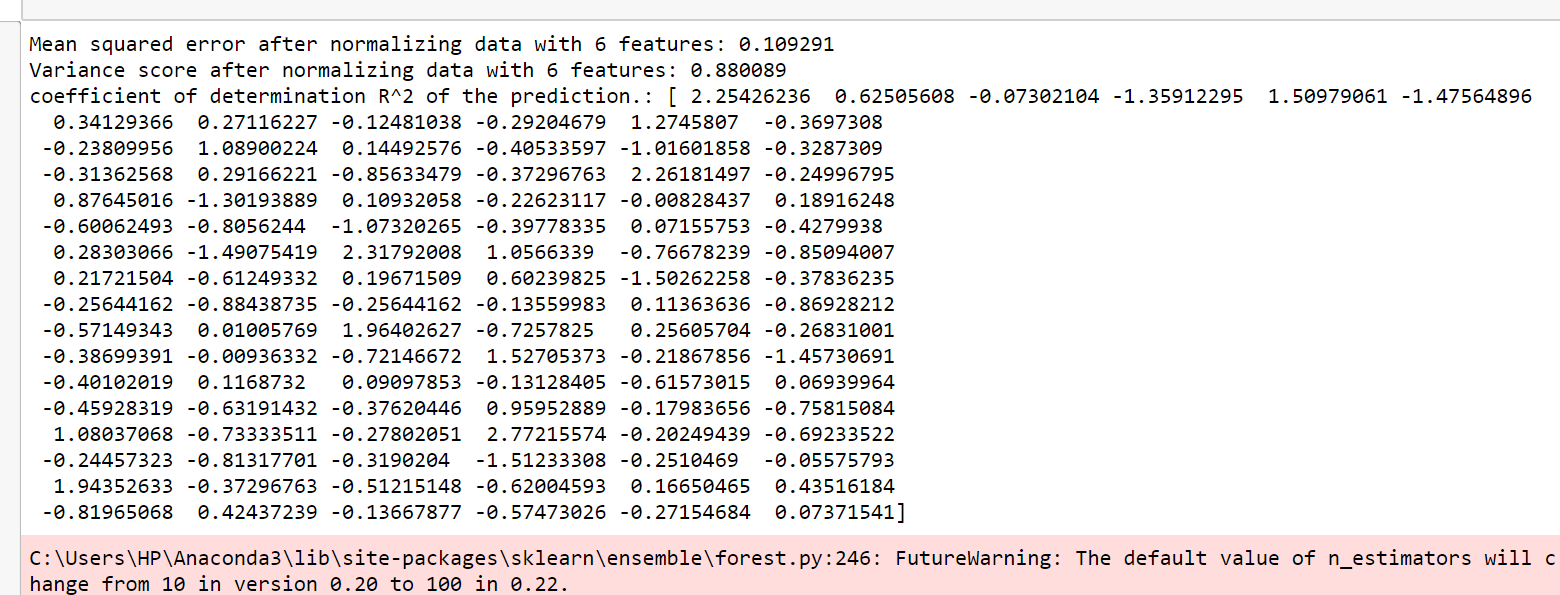 Mean squared error after normalizing data with 6 features: 0.109291
Variance score after normalizing data with 6 features: 0.880089
coefficient of determination R^2 of the prediction.: [ 2.25426236  0.62505608 -0.07302104 -1.35912295  1.50979061 -1.47564896
  0.34129366  0.27116227 -0.12481038 -0.29204679  1.2745807  -0.3697308
 -0.23809956  1.08900224  0.14492576 -0.40533597 -1.01601858 -0.3287309
 -0.31362568  0.29166221 -0.85633479 -0.37296763  2.26181497 -0.24996795
  0.87645016 -1.30193889  0.10932058 -0.22623117 -0.00828437  0.18916248
 -0.60062493 -0.8056244  -1.07320265 -0.39778335  0.07155753 -0.4279938
  0.28303066 -1.49075419  2.31792008  1.0566339  -0.76678239 -0.85094007
  0.21721504 -0.61249332  0.19671509  0.60239825 -1.50262258 -0.37836235
 -0.25644162 -0.88438735 -0.25644162 -0.13559983  0.11363636 -0.86928212
 -0.57149343  0.01005769  1.96402627 -0.7257825   0.25605704 -0.26831001
 -0.38699391 -0.00936332 -0.72146672  1.52705373 -0.21867856 -1.45730691
 -0.40102019  0.1168732   0.09097853 -0.13128405 -0.61573015  0.06939964
 -0.45928319 -0.63191432 -0.37620446  0.95952889 -0.17983656 -0.75815084
  1.08037068 -0.73333511 -0.27802051  2.77215574 -0.20249439 -0.69233522
 -0.24457323 -0.81317701 -0.3190204  -1.51233308 -0.2510469  -0.05575793
  1.94352633 -0.37296763 -0.51215148 -0.62004593  0.16650465  0.43516184
 -0.81965068  0.42437239 -0.13667877 -0.57473026 -0.27154684  0.07371541]
C:\Users\HP\Anaconda3\lib\site-packages\sklearn\ensemble\forest.py:246: FutureWarning: The default value of n_estimators will c
hange from 10 in version 0.20 to 100 in 0.22.